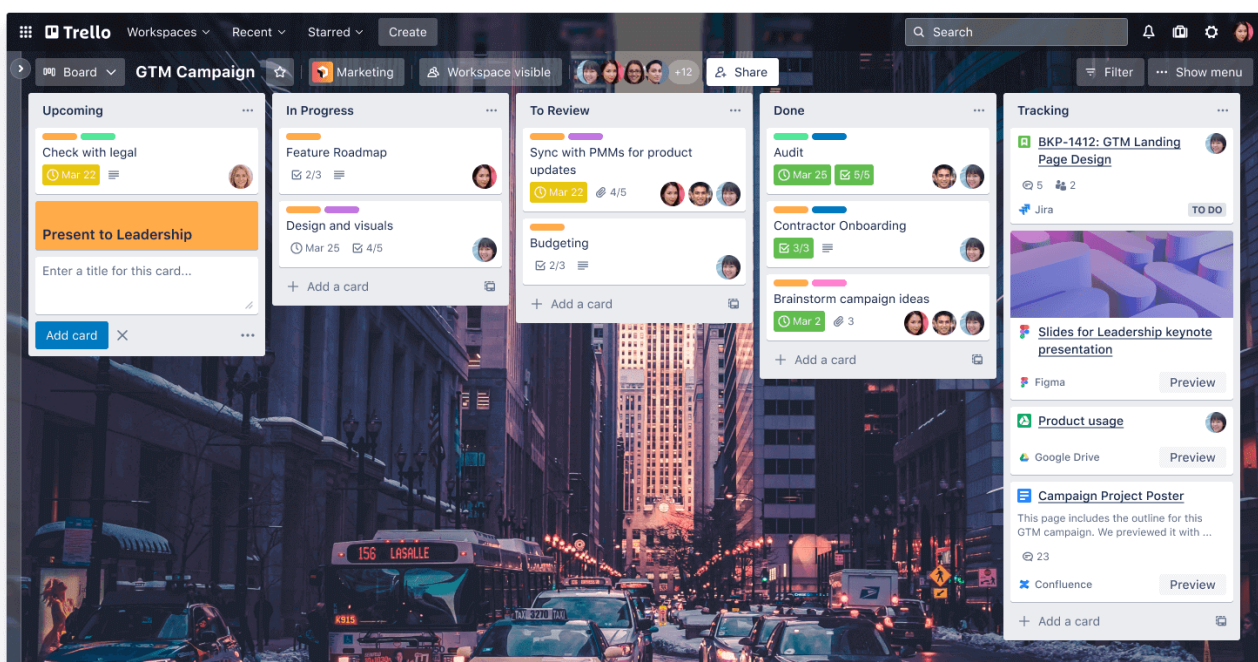 Trello Workspaces Recent Starred Create Search
Board GTM Campaign Marketing Workspace visible +12 Share Filter Show menu
Upcoming
Check with legal
Mar 22
Present to Leadership
Enter a title for this card...
Add card
In Progress
Feature Roadmap
2/3
Design and visuals
Mar 25 4/5
Add a card
To Review
Sync with PMMs for product
updates
Mar 22 4/5
Budgeting
2/3
Add a card
Done
Audit
Mar 25 5/5
Contractor Onboarding
3/3
Brainstorm campaign ideas
Mar 2 3
Add a card
Tracking
BKP-1412: GTM Landing
Page Design
5 2
Jira TO DO
Slides for Leadership keynote
presentation
Figma Preview
Product usage
Google Drive Preview
Campaign Project Poster
This page includes the outline for this
GTM campaign. We previewed it with ...
23
Confluence Preview
Add a card
156 LASALLE
K915
TAXI 3270 TAXI